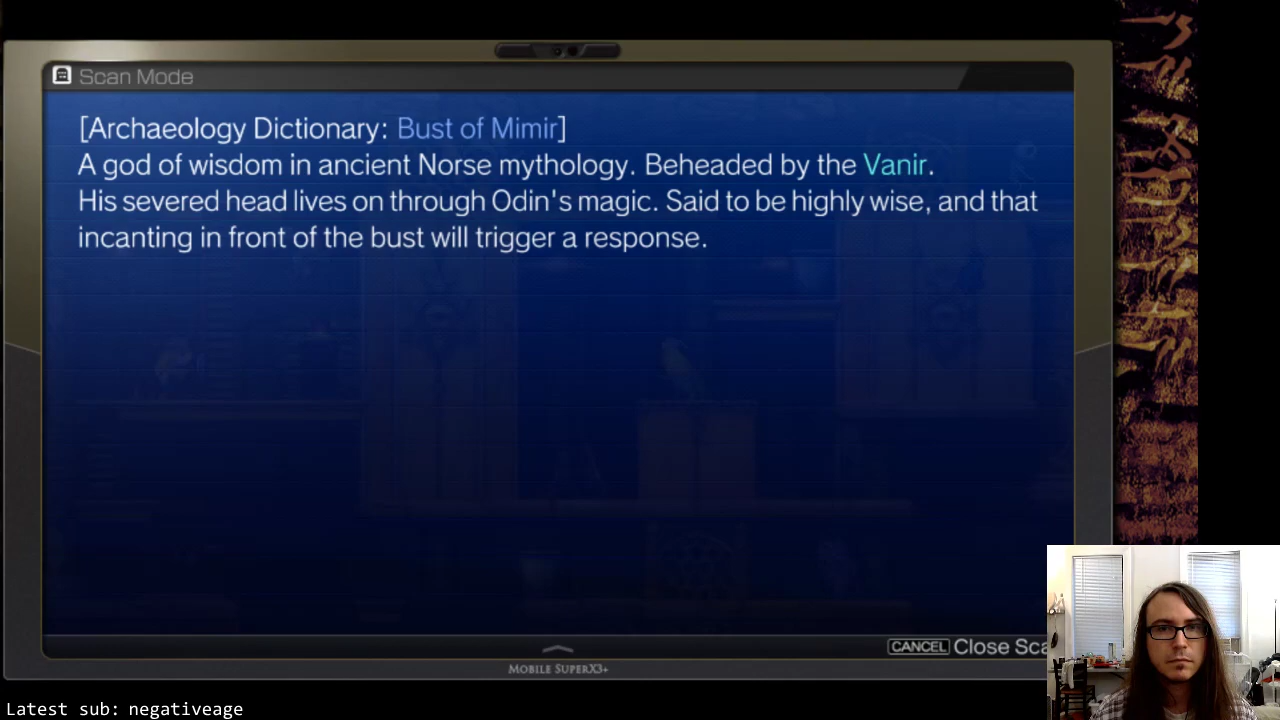 Scan Mode
[Archaeology Dictionary: Bust of Mimir]
A god of wisdom in ancient Norse mythology. Beheaded by the Vanir.
His severed head lives on through Odin's magic. Said to be highly wise, and that
incanting in front of the bust will trigger a response.
CANCEL Close Sca
MOBILE SUPERX3+
Latest sub: negativeage